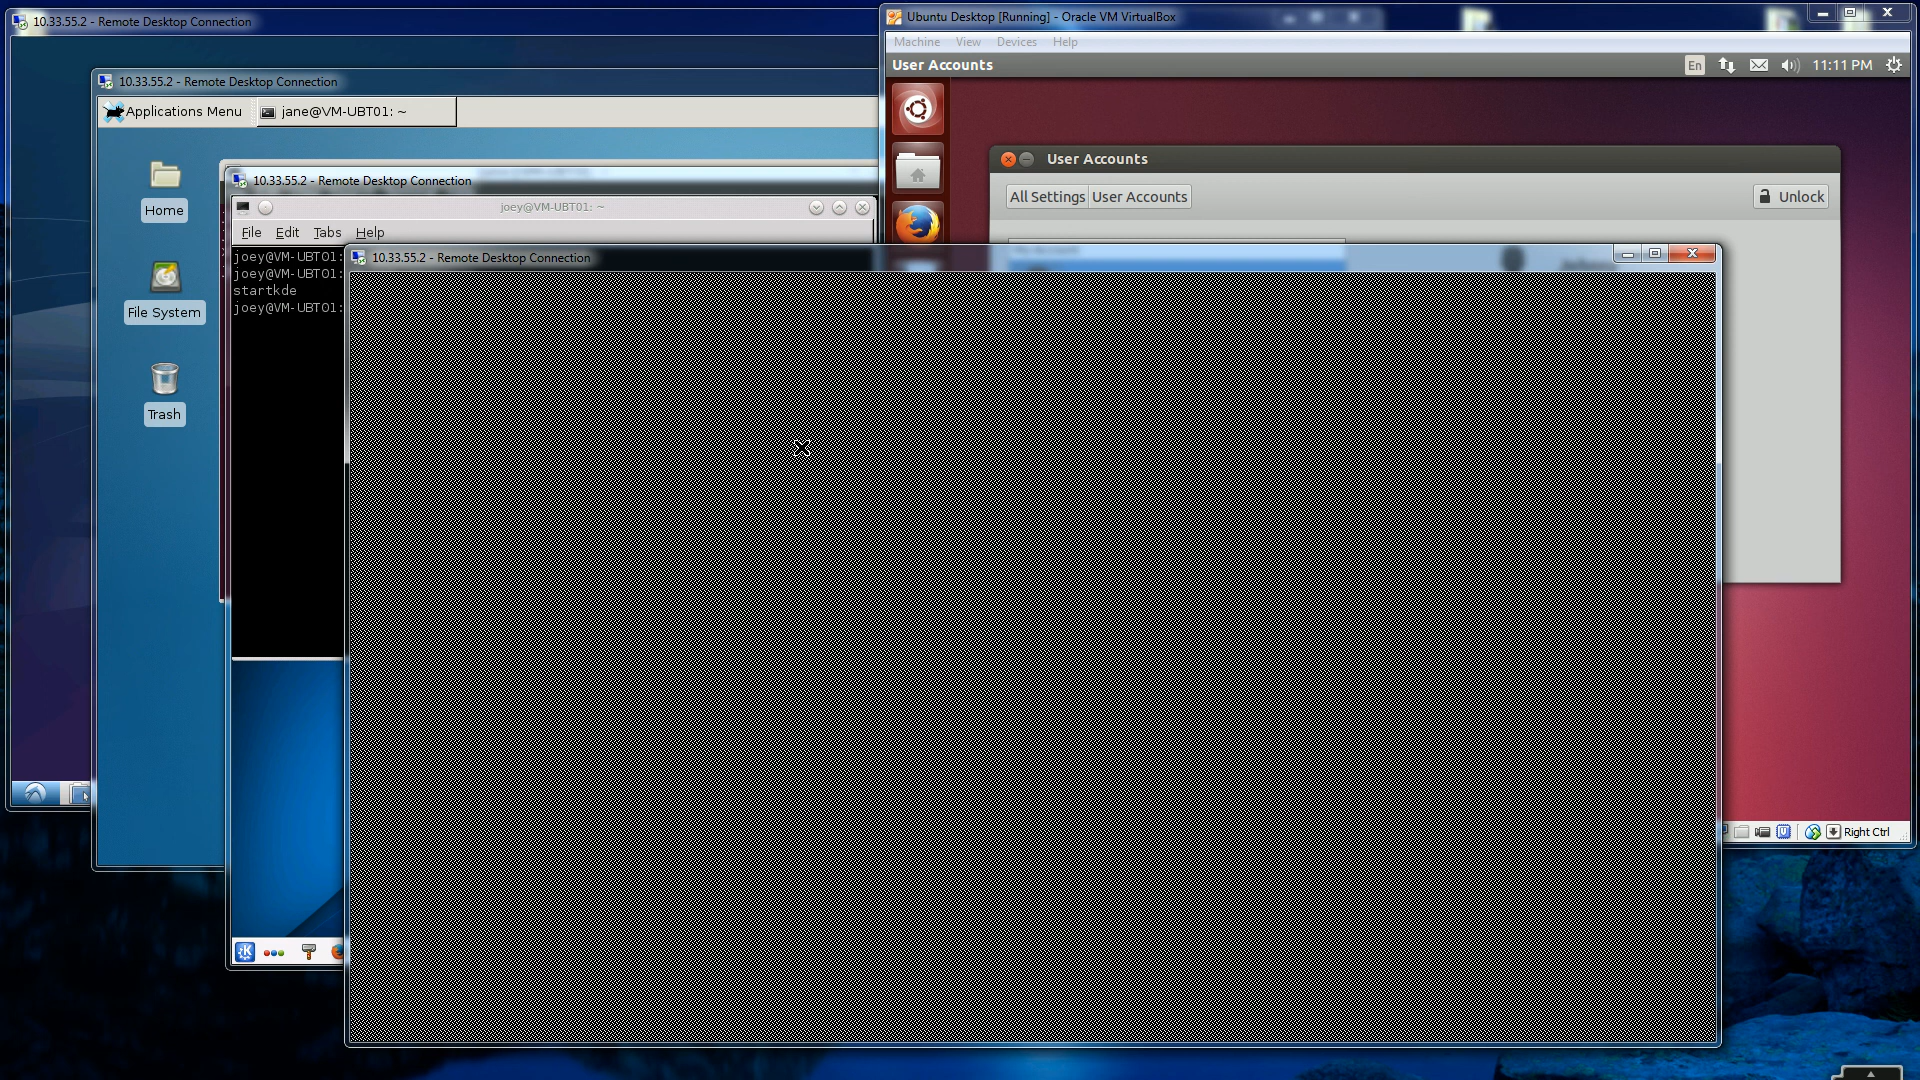 10.33.55.2 - Remote Desktop Connection
Ubuntu Desktop [Running] - Oracle VM VirtualBox
Machine View Devices Help
User Accounts
En
11:11 PM
10.33.55.2 - Remote Desktop Connection
Applications Menu
jane@VM-UBT01: ~
User Accounts
All Settings
User Accounts
Unlock
Home
File System
Trash
10.33.55.2 - Remote Desktop Connection
joey@VM-UBT01: ~
File Edit Tabs Help
joey@VM-UBT01:
joey@VM-UBT01:
startkde
joey@VM-UBT01:
10.33.55.2 - Remote Desktop Connection
Right Ctrl